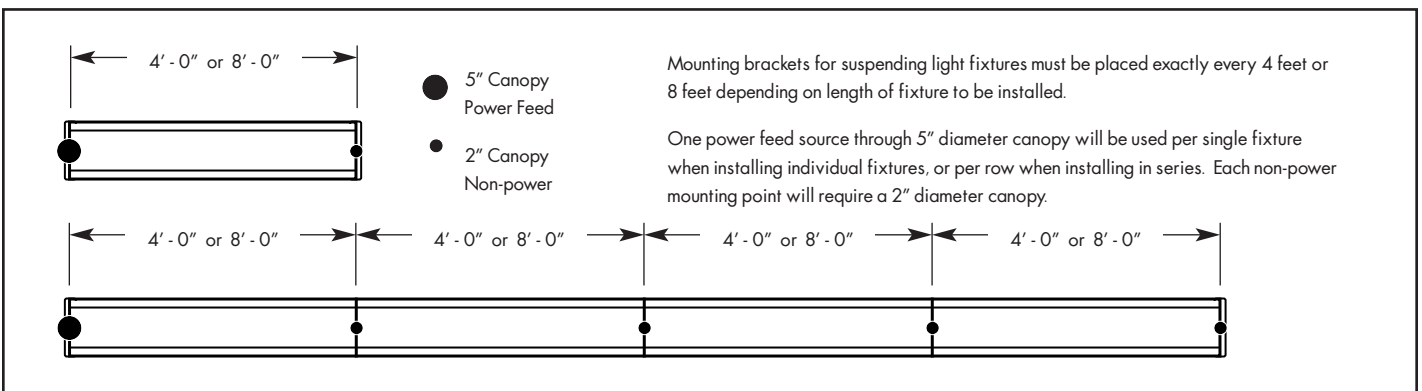 4' - 0" or 8' - 0"
5" Canopy
Power Feed
2" Canopy
Non-power
Mounting brackets for suspending light fixtures must be placed exactly every 4 feet or
8 feet depending on length of fixture to be installed.
One power feed source through 5" diameter canopy will be used per single fixture
when installing individual fixtures, or per row when installing in series. Each non-power
mounting point will require a 2" diameter canopy.
4' - 0" or 8' - 0" 4' - 0" or 8' - 0" 4' - 0" or 8' - 0" 4' - 0" or 8' - 0"